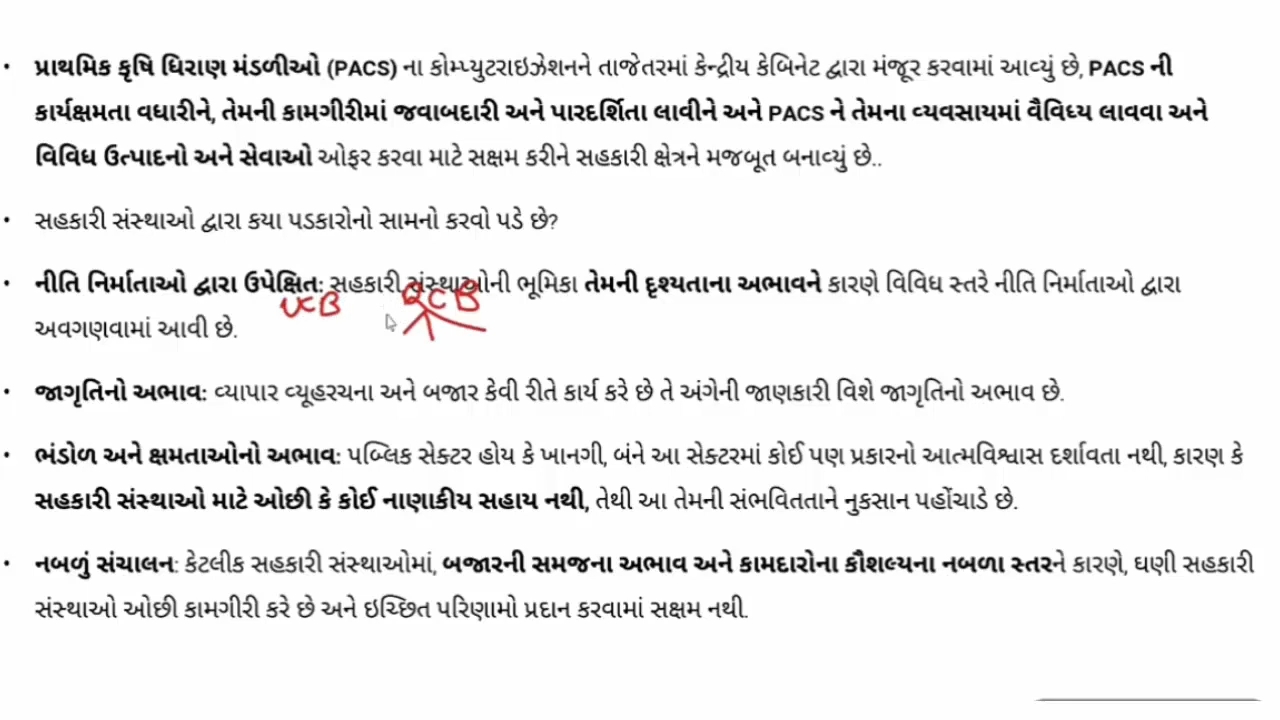 • પ્રાથમિક કૃષિ ધિરાણ મંડળીઓ (PACS) ના કોમ્પ્યુટરાઇઝેશનને તાજેતરમાં કેન્દ્રીય કેબિનેટ દ્વારા મંજૂર કરવામાં આવ્યું છે, PACS ની
કાર્યક્ષમતા વધારીને, તેમની કામગીરીમાં જવાબદારી અને પારદર્શિતા લાવીને અને PACS ને તેમના વ્યવસાયમાં વૈવિધ્ય લાવવા અને
વિવિધ ઉત્પાદનો અને સેવાઓ ઓફર કરવા માટે સક્ષમ કરીને સહકારી ક્ષેત્રને મજબૂત બનાવ્યું છે..
• સહકારી સંસ્થાઓ દ્વારા કયા પડકારોનો સામનો કરવો પડે છે?
• નીતિ નિર્માતાઓ દ્વારા ઉપેક્ષિત: સહકારી સંસ્થાઓની ભૂમિકા તેમની દૃશ્યતાના અભાવને કારણે વિવિધ સ્તરે નીતિ નિર્માતાઓ દ્વારા
UCB RCB
અવગણવામાં આવી છે.
• જાગૃતિનો અભાવ: વ્યાપાર વ્યૂહરચના અને બજાર કેવી રીતે કાર્ય કરે છે તે અંગેની જાણકારી વિશે જાગૃતિનો અભાવ છે.
• ભંડોળ અને ક્ષમતાઓનો અભાવ: પબ્લિક સેક્ટર હોય કે ખાનગી, બંને આ સેક્ટરમાં કોઈ પણ પ્રકારનો આત્મવિશ્વાસ દર્શાવતા નથી, કારણ કે
સહકારી સંસ્થાઓ માટે ઓછી કે કોઈ નાણાકીય સહાય નથી, તેથી આ તેમની સંભવિતતાને નુકસાન પહોંચાડે છે.
• નબળું સંચાલન: કેટલીક સહકારી સંસ્થાઓમાં, બજારની સમજના અભાવ અને કામદારોના કૌશલ્યના નબળા સ્તરને કારણે, ઘણી સહકારી
સંસ્થાઓ ઓછી કામગીરી કરે છે અને ઇચ્છિત પરિણામો પ્રદાન કરવામાં સક્ષમ નથી.